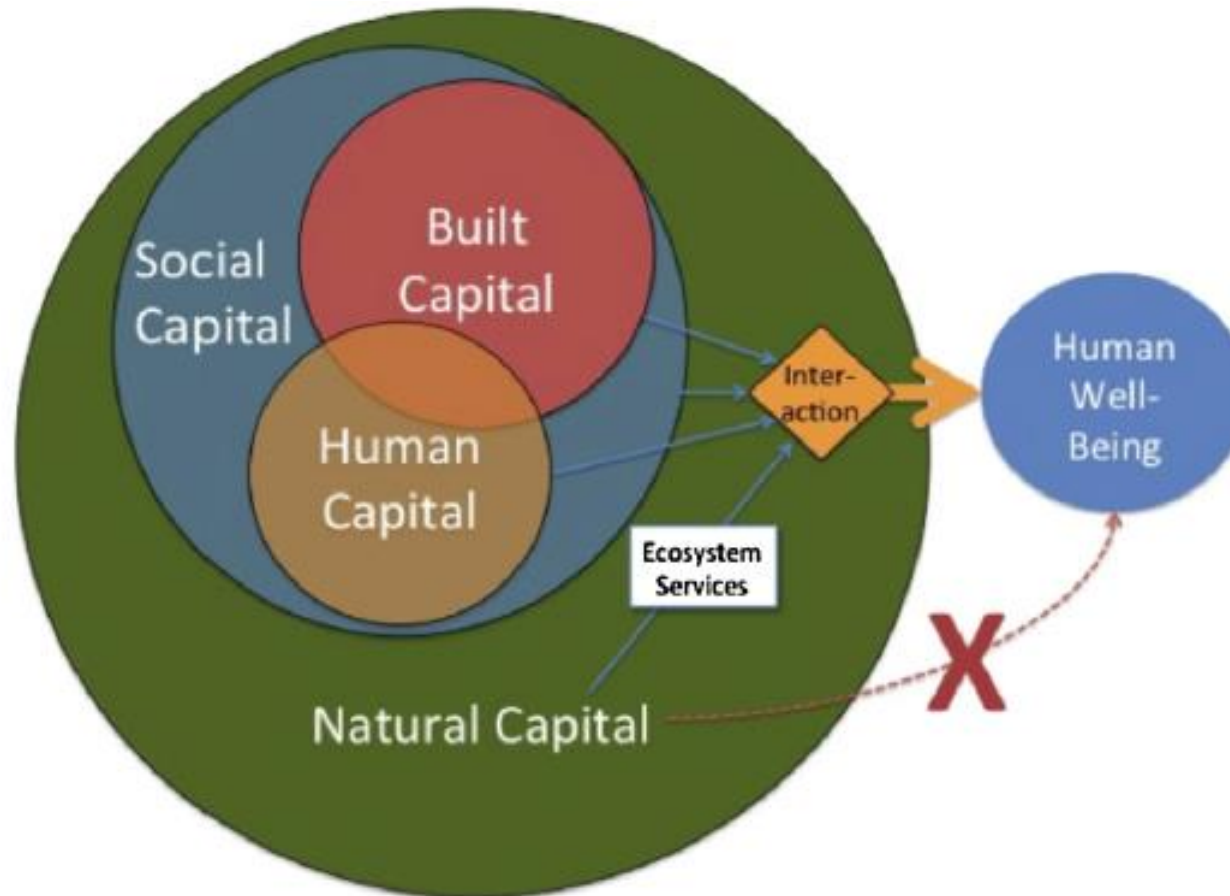 Built
Capital
Social
Capital
Human
Capital
Inter-
action
Human
Well-
Being
Ecosystem
Services
X
Natural Capital